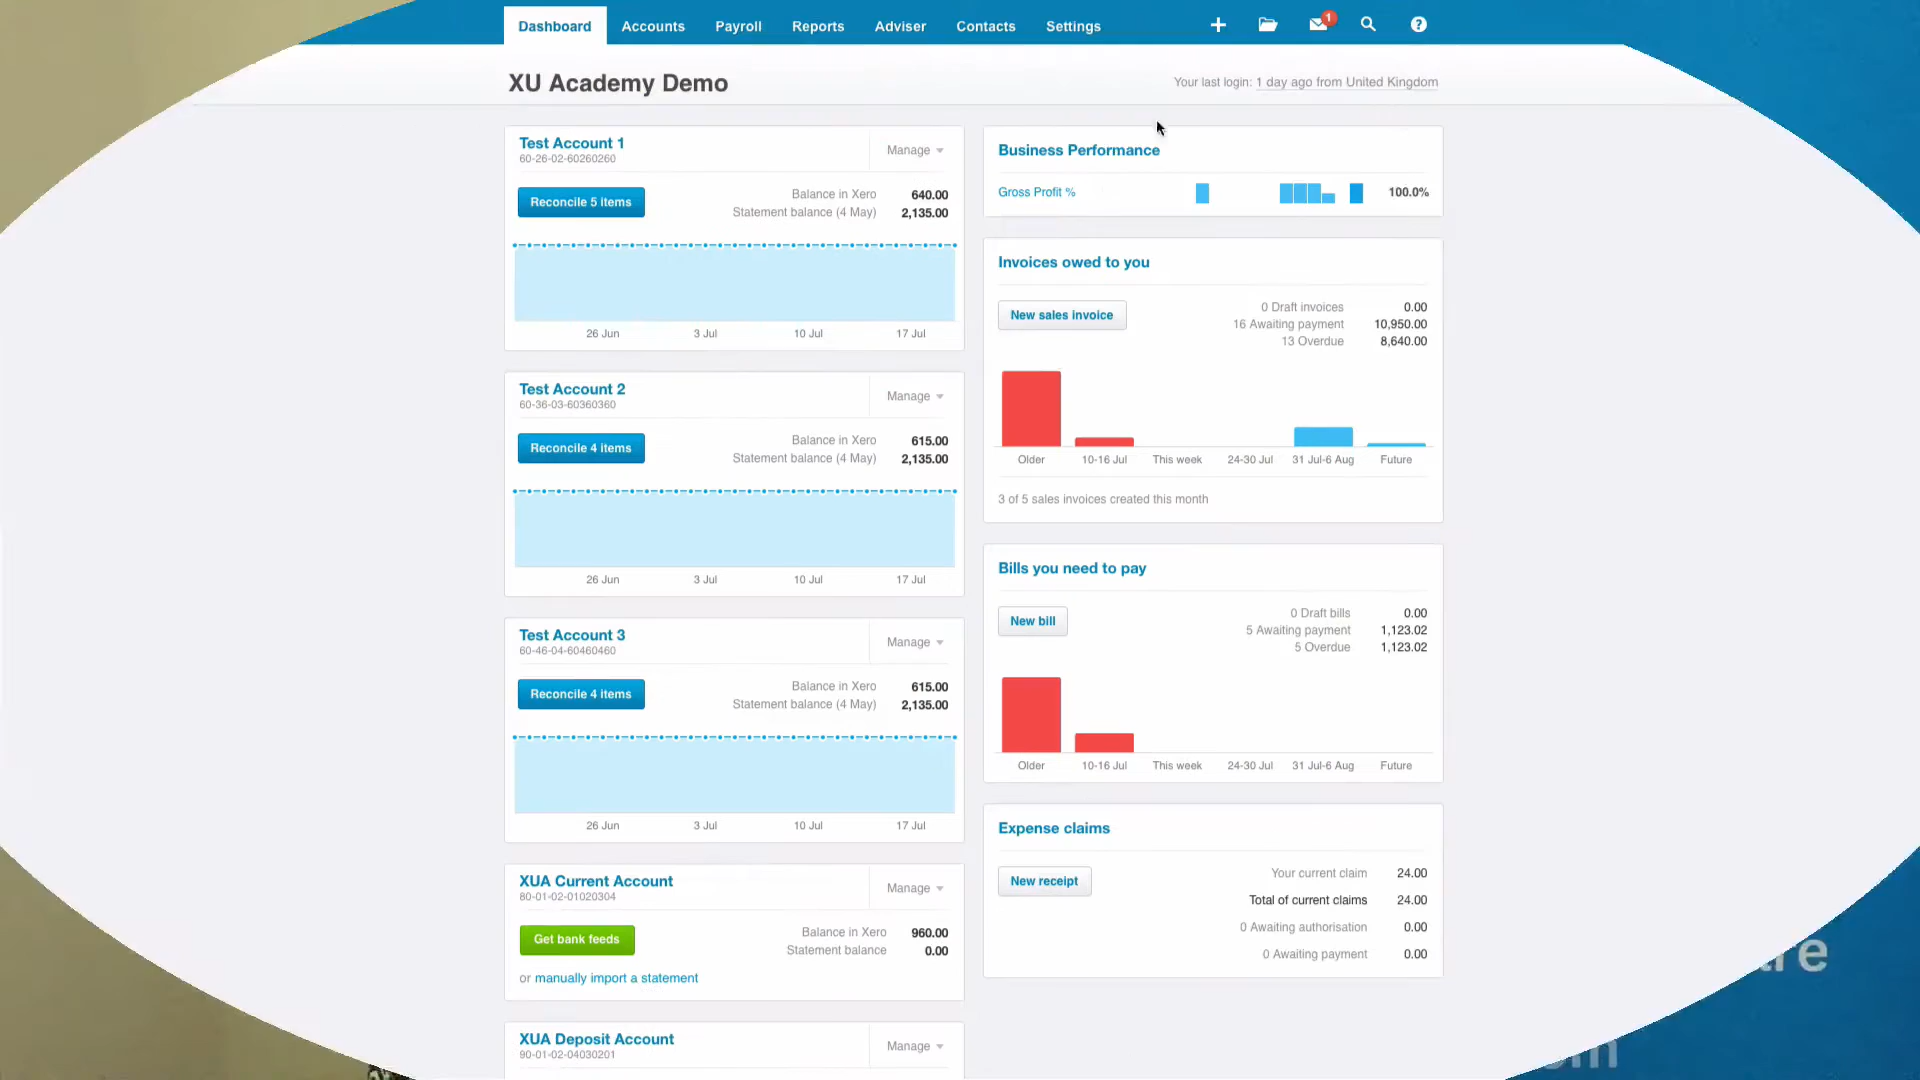 Dashboard Accounts Payroll Reports Adviser Contacts Settings 1 ?
XU Academy Demo
Your last login: 1 day ago from United Kingdom
Test Account 1
60-26-02-60260260
Manage
Reconcile 5 items
Balance in Xero 640.00
Statement balance (4 May) 2,135.00
26 Jun 3 Jul 10 Jul 17 Jul
Test Account 2
60-36-03-60360360
Manage
Reconcile 4 items
Balance in Xero 615.00
Statement balance (4 May) 2,135.00
26 Jun 3 Jul 10 Jul 17 Jul
Test Account 3
60-46-04-60460460
Manage
Reconcile 4 items
Balance in Xero 615.00
Statement balance (4 May) 2,135.00
26 Jun 3 Jul 10 Jul 17 Jul
XUA Current Account
80-01-02-01020304
Manage
Get bank feeds
Balance in Xero 960.00
Statement balance 0.00
or manually import a statement
XUA Deposit Account
90-01-02-04030201
Manage
Business Performance
Gross Profit % 100.0%
Invoices owed to you
New sales invoice
0 Draft invoices 0.00
16 Awaiting payment 10,950.00
13 Overdue 8,640.00
Older 10-16 Jul This week 24-30 Jul 31 Jul-6 Aug Future
3 of 5 sales invoices created this month
Bills you need to pay
New bill
0 Draft bills 0.00
5 Awaiting payment 1,123.02
5 Overdue 1,123.02
Older 10-16 Jul This week 24-30 Jul 31 Jul-6 Aug Future
Expense claims
New receipt
Your current claim 24.00
Total of current claims 24.00
0 Awaiting authorisation 0.00
0 Awaiting payment 0.00